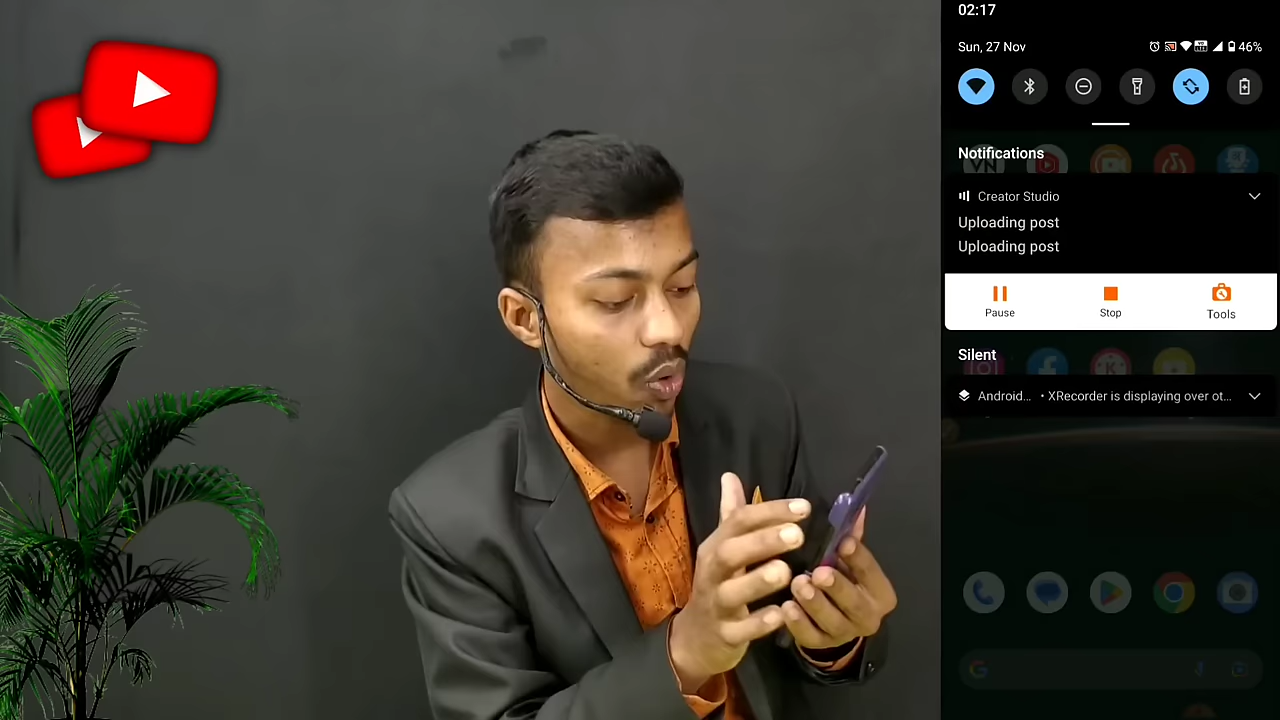 02:17
Sun, 27 Nov
46%
Notifications
Creator Studio
Uploading post
Uploading post
Pause
Stop
Tools
Silent
Android... • XRecorder is displaying over ot...